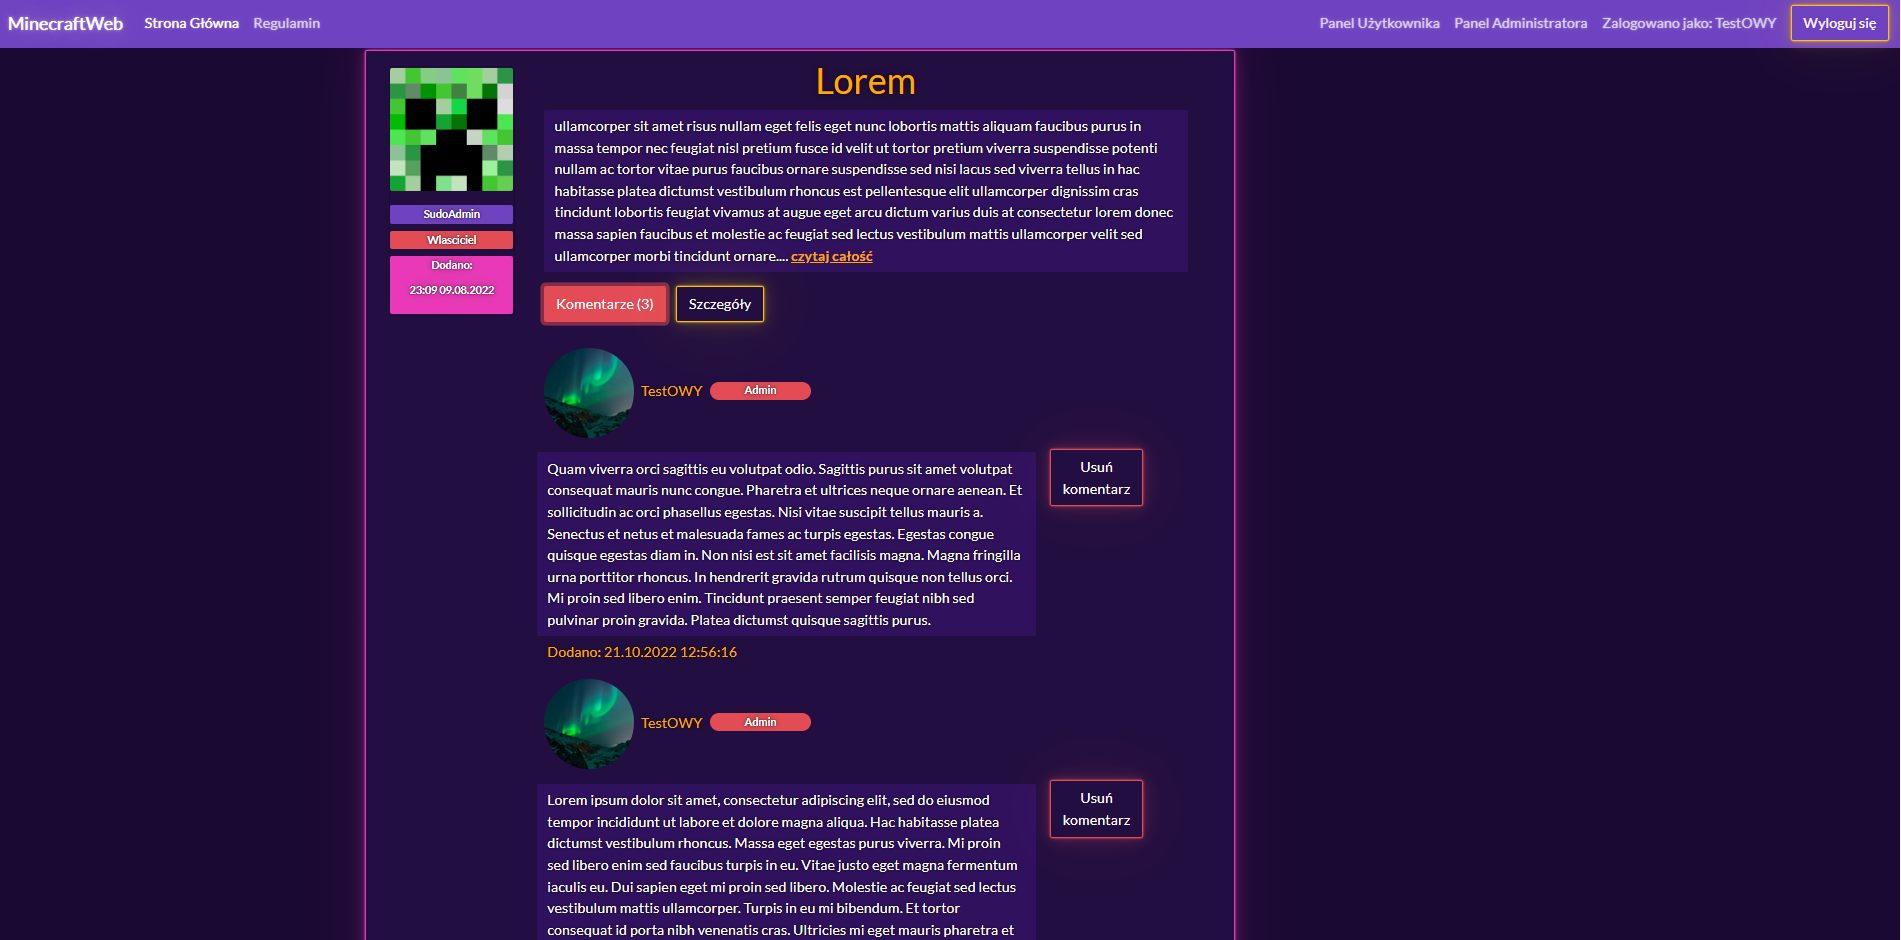 MinecraftWeb Strona Główna Regulamin Panel Użytkownika Panel Administratora Zalogowano jako: TestOWY Wyloguj się
SudoAdmin
Wlasciciel
Dodano:
23:09 09.08.2022
Lorem
ullamcorper sit amet risus nullam eget felis eget nunc lobortis mattis aliquam faucibus purus in
massa tempor nec feugiat nisl pretium fusce id velit ut tortor pretium viverra suspendisse potenti
nullam ac tortor vitae purus faucibus ornare suspendisse sed nisi lacus sed viverra tellus in hac
habitasse platea dictumst vestibulum rhoncus est pellentesque elit ullamcorper dignissim cras
tincidunt lobortis feugiat vivamus at augue eget arcu dictum varius duis at consectetur lorem donec
massa sapien faucibus et molestie ac feugiat sed lectus vestibulum mattis ullamcorper velit sed
ullamcorper morbi tincidunt ornare.... czytaj całość
Komentarze (3) Szczegóły
TestOWY Admin
Quam viverra orci sagittis eu volutpat odio. Sagittis purus sit amet volutpat
consequat mauris nunc congue. Pharetra et ultrices neque ornare aenean. Et
sollicitudin ac orci phasellus egestas. Nisi vitae suscipit tellus mauris a.
Senectus et netus et malesuada fames ac turpis egestas. Egestas congue
quisque egestas diam in. Non nisi est sit amet facilisis magna. Magna fringilla
urna porttitor rhoncus. In hendrerit gravida rutrum quisque non tellus orci.
Mi proin sed libero enim. Tincidunt praesent semper feugiat nibh sed
pulvinar proin gravida. Platea dictumst quisque sagittis purus.
Usuń
komentarz
Dodano: 21.10.2022 12:56:16
TestOWY Admin
Lorem ipsum dolor sit amet, consectetur adipiscing elit, sed do eiusmod
tempor incididunt ut labore et dolore magna aliqua. Hac habitasse platea
dictumst vestibulum rhoncus. Massa eget egestas purus viverra. Mi proin
sed libero enim sed faucibus turpis in eu. Vitae justo eget magna fermentum
iaculis eu. Dui sapien eget mi proin sed libero. Molestie ac feugiat sed lectus
vestibulum mattis ullamcorper. Turpis in eu mi bibendum. Et tortor
consequat id porta nibh venenatis cras. Ultricies mi eget mauris pharetra et
Usuń
komentarz